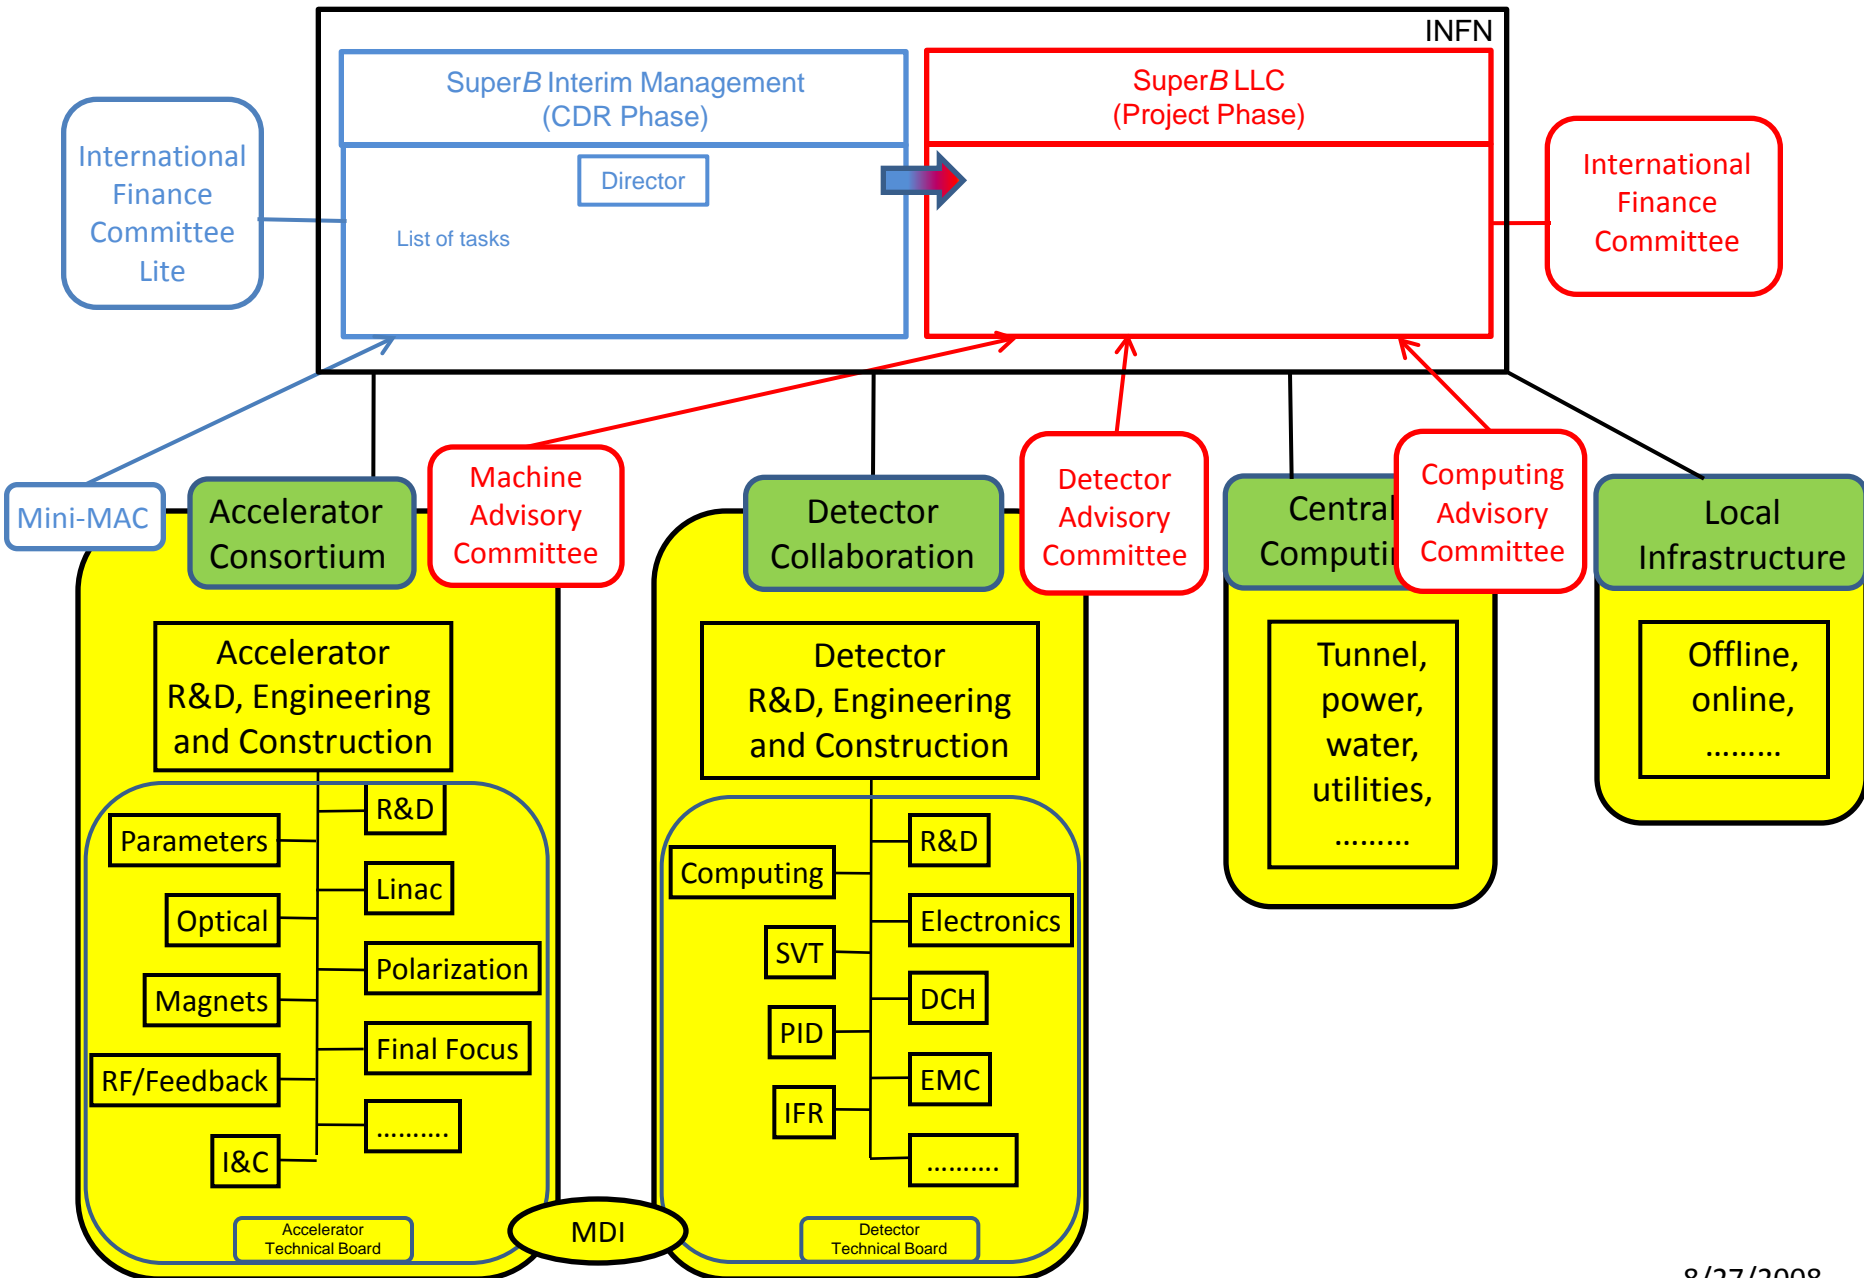 INFN
SuperB Interim Management
(CDR Phase)
SuperB LLC
(Project Phase)
International
Finance
Committee
Lite
Director
List of tasks
International
Finance
Committee
Mini-MAC
Accelerator
Consortium
Machine
Advisory
Committee
Detector
Collaboration
Detector
Advisory
Committee
Central
Computing
Computing
Advisory
Committee
Local
Infrastructure
Accelerator
R&D, Engineering
and Construction
Detector
R&D, Engineering
and Construction
Tunnel,
power,
water,
utilities,
………
Offline,
online,
………
R&D
Parameters
Linac
Optical
Polarization
Magnets
Final Focus
RF/Feedback
……….
I&C
Accelerator
Technical Board
MDI
R&D
Computing
Electronics
SVT
DCH
PID
EMC
IFR
……….
Detector
Technical Board
8/27/2008